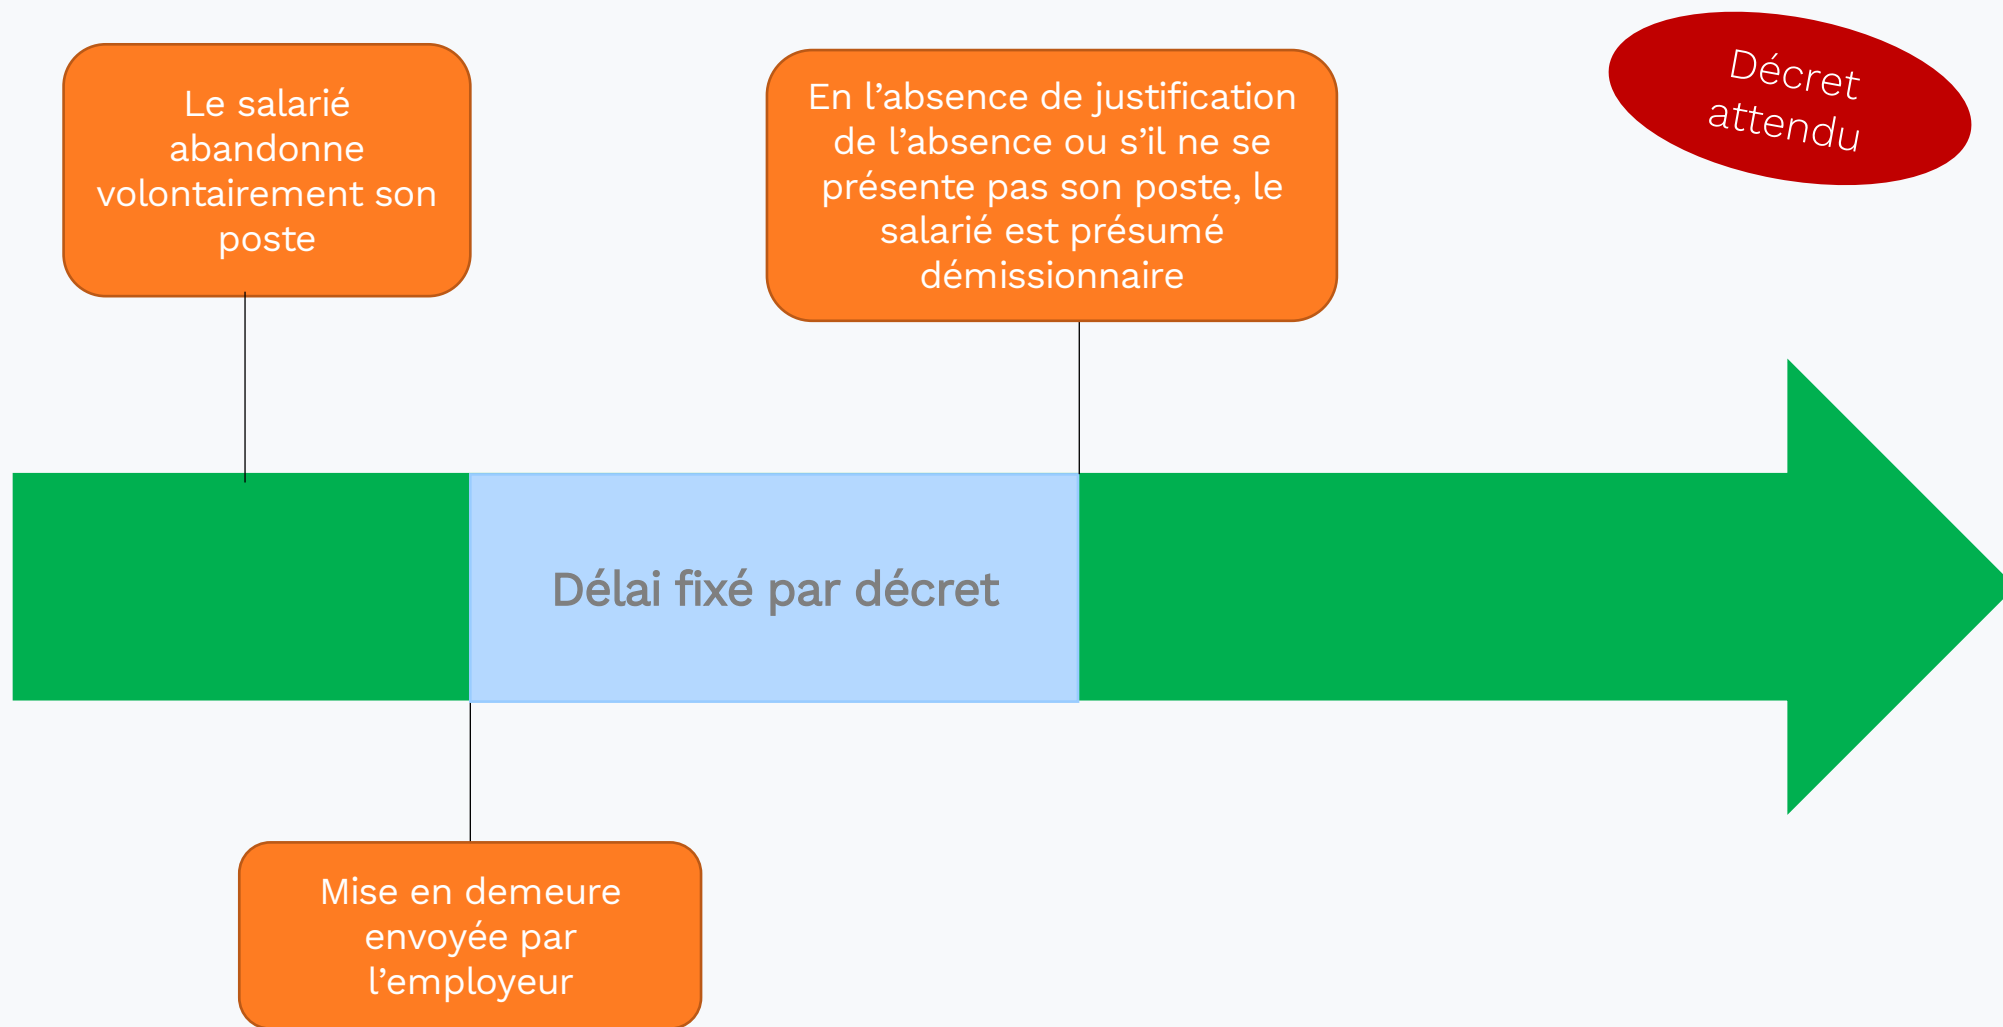 Le salarié
abandonne
volontairement son
poste
En l’absence de justification
de l’absence ou s’il ne se
présente pas son poste, le
salarié est présumé
démissionnaire
Décret
attendu
Délai fixé par décret
Mise en demeure
envoyée par
l’employeur